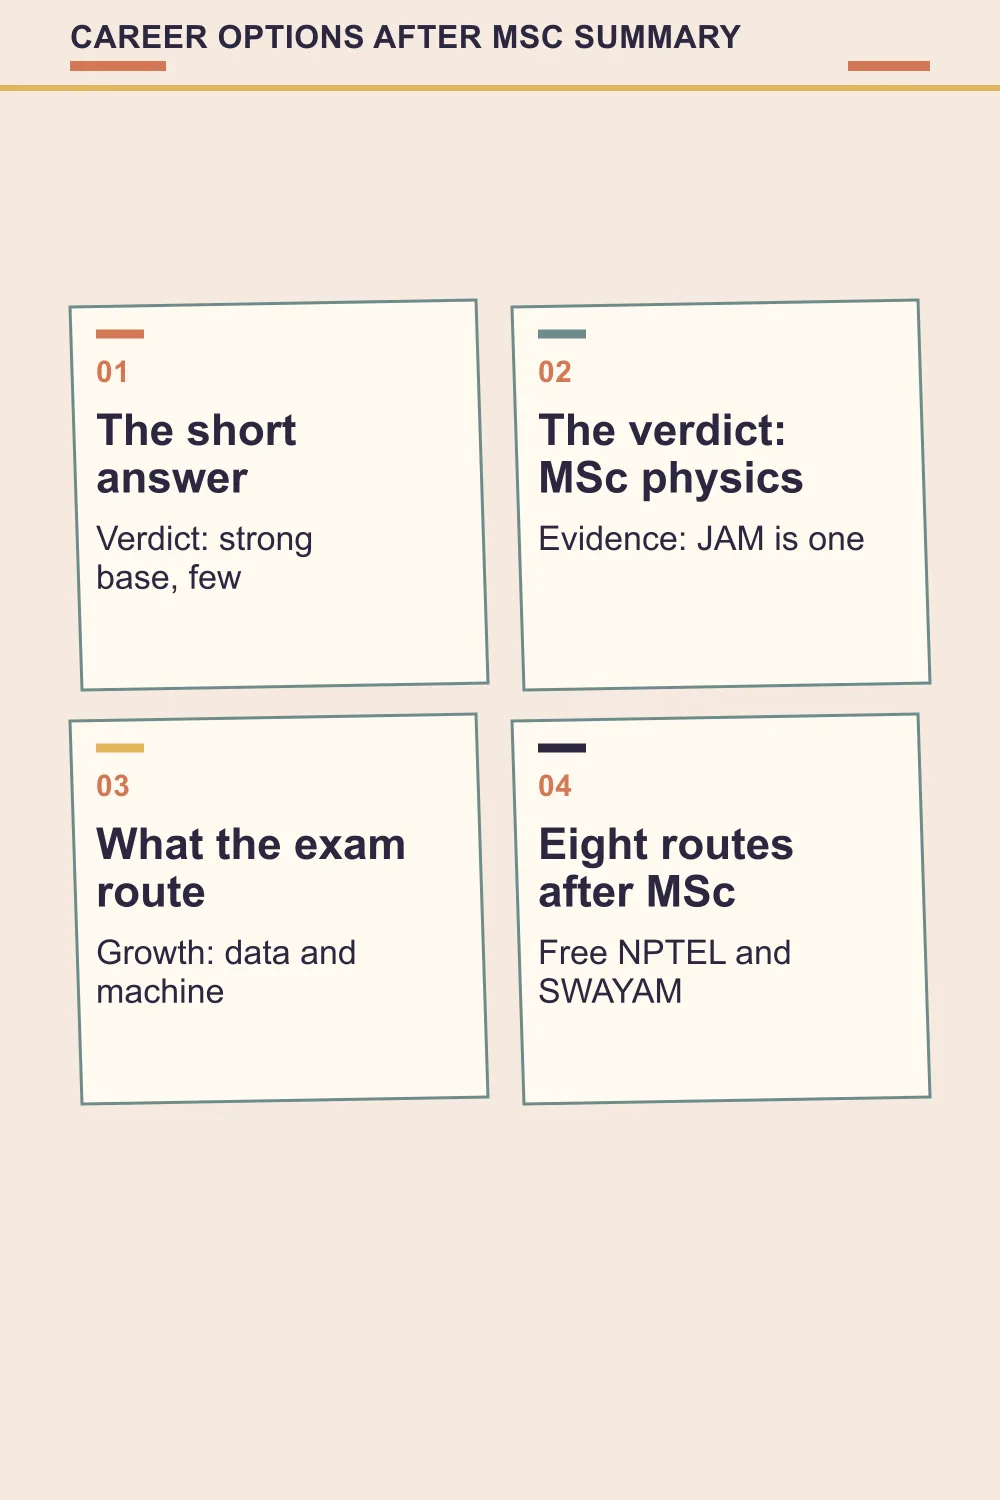 CAREER OPTIONS AFTER MSC SUMMARY
01
The short
answer
Verdict: strong
base, few
02
The verdict:
MSc physics
Evidence: JAM is one
03
What the exam
route
Growth: data and
machine
04
Eight routes
after MSc
Free NPTEL and
SWAYAM